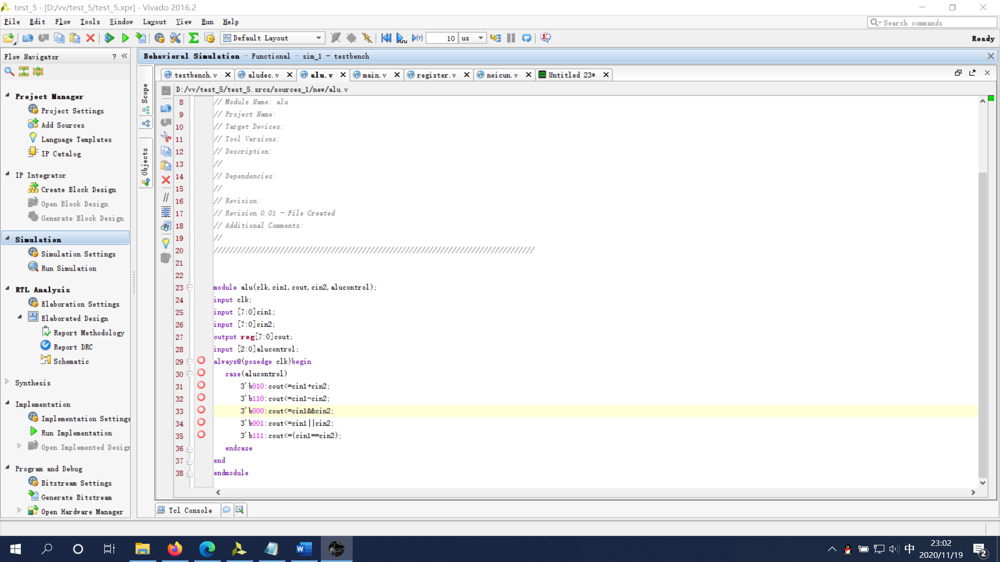 test_5 - [D:/vv/test_5/test_5.xpr] - Vivado 2016.2
File Edit Flow Tools Window Layout View Run Help
Search commands
Default Layout
10 us
Ready
Flow Navigator ? «
Behavioral Simulation - Functional - sim_1 - testbench
testbench.v
aludec.v
alu.v
main.v
register.v
neicun.v
Untitled 23*
D:/vv/test_5/test_5.srcs/sources_1/new/alu.v
Scope
Objects
Project Manager
Project Settings
Add Sources
Language Templates
IP Catalog
IP Integrator
Create Block Design
Open Block Design
Generate Block Design
Simulation
Simulation Settings
Run Simulation
RTL Analysis
Elaboration Settings
Elaborated Design
Report Methodology
Report DRC
Schematic
Synthesis
Implementation
Implementation Settings
Run Implementation
Open Implemented Desigr
Program and Debug
Bitstream Settings
Generate Bitstream
Open Hardware Manager
8 // Module Name: alu
9 // Project Name:
10 // Target Devices:
11 // Tool Versions:
12 // Description:
13 //
14 // Dependencies:
15 //
16 // Revision:
17 // Revision 0.01 - File Created
18 // Additional Comments:
19 //
20 //////////////////////////////////////////////////////////////////////////////////
21
22
23 module alu(clk,cin1,cout,cin2,alucontrol);
24 input clk;
25 input [7:0]cin1;
26 input [7:0]cin2;
27 output reg[7:0]cout;
28 input [2:0]alucontrol;
29 always@(posedge clk)begin
30 case(alucontrol)
31 3'b010:cout<=cin1+cin2;
32 3'b110:cout<=cin1-cin2;
33 3'b000:cout<=cin1&&cin2;
34 3'b001:cout<=cin1||cin2;
35 3'b111:cout<=(cin1==cin2);
36 endcase
37 end
38 endmodule
Tcl Console
中
23:02
2020/11/19
2